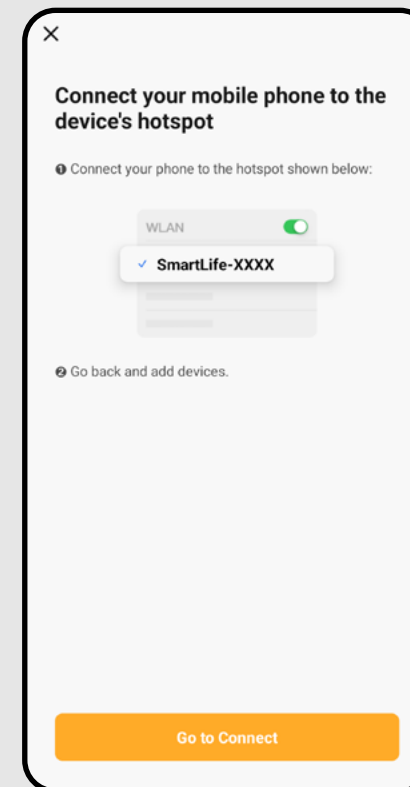 Connect your mobile phone to the
device's hotspot
❶ Connect your phone to the hotspot shown below:
WLAN
SmartLife-XXXX
❷ Go back and add devices.
Go to Connect